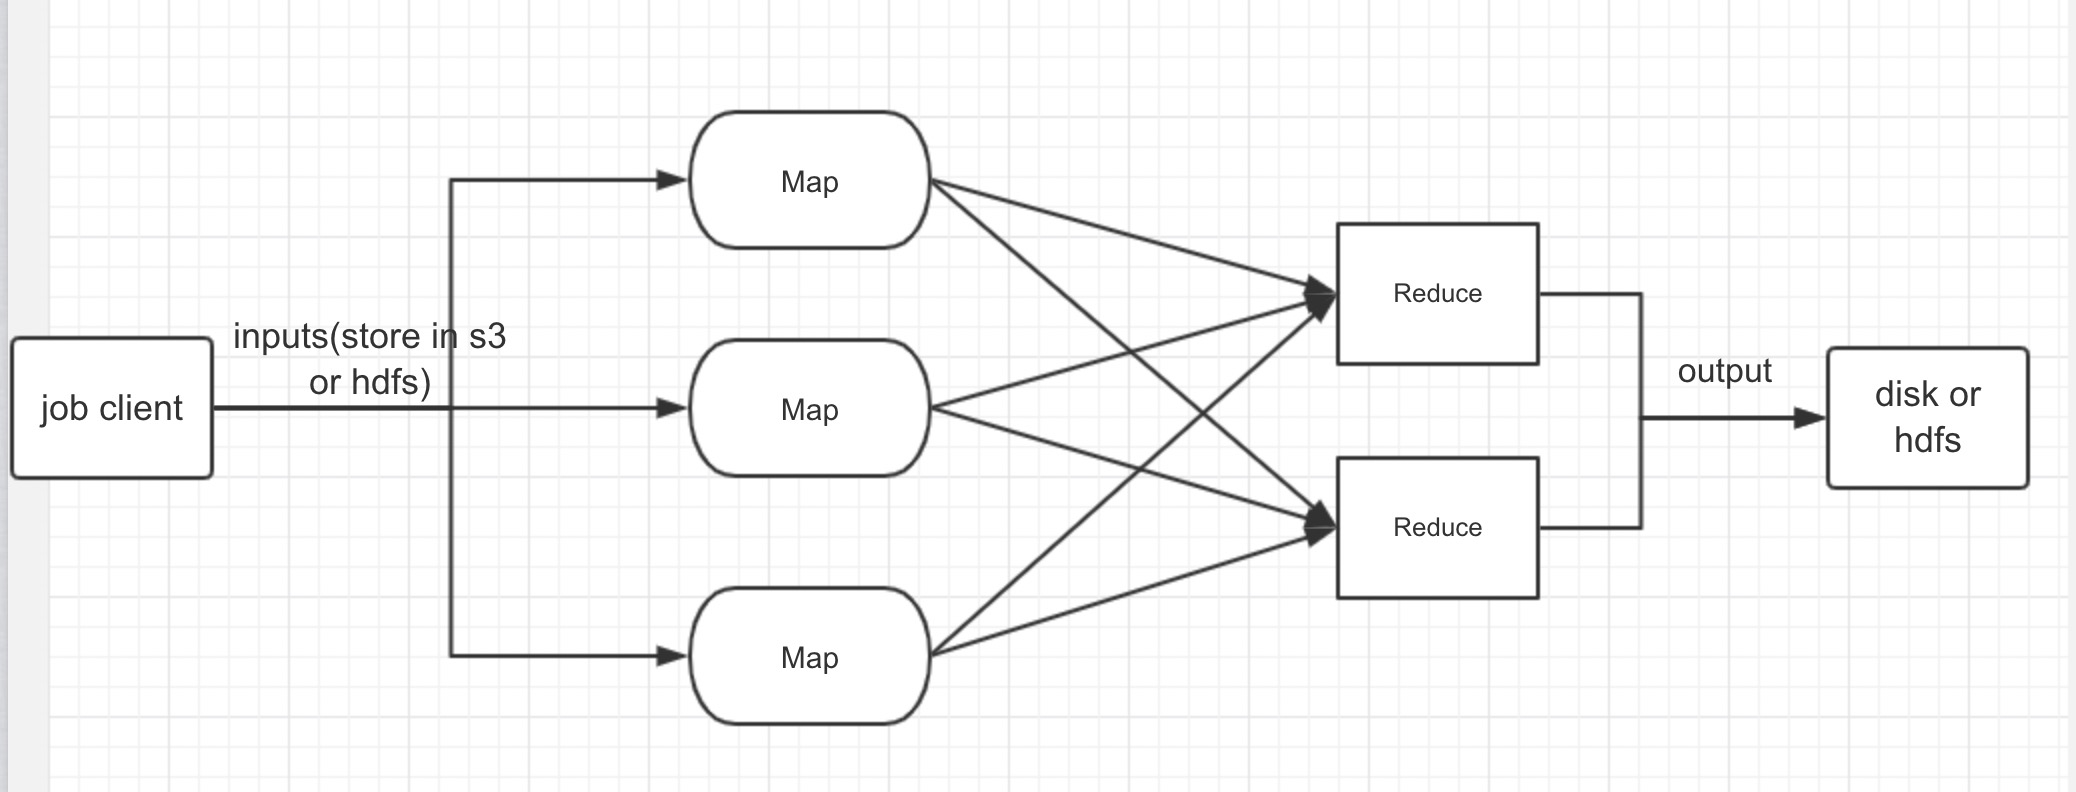 job client
inputs(store in s3
or hdfs)
Map
Map
Map
Reduce
Reduce
output
disk or
hdfs